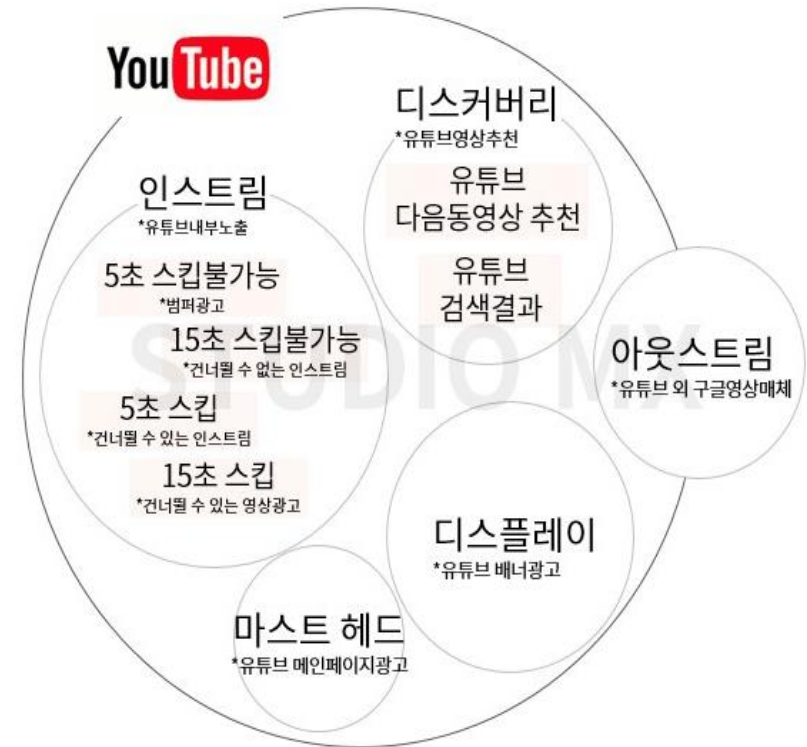 YouTube
디스커버리
*유튜브영상추천
유튜브
다음동영상 추천
유튜브
검색결과
인스트림
*유튜브내부노출
5초 스킵불가능
*범퍼광고
15초 스킵불가능
*건너뛸 수 없는 인스트림
5초 스킵
*건너뛸 수 있는 인스트림
15초 스킵
*건너뛸 수 있는 영상광고
STUDIO MX
아웃스트림
*유튜브 외 구글영상매체
디스플레이
*유튜브 배너광고
마스트 헤드
*유튜브 메인페이지광고